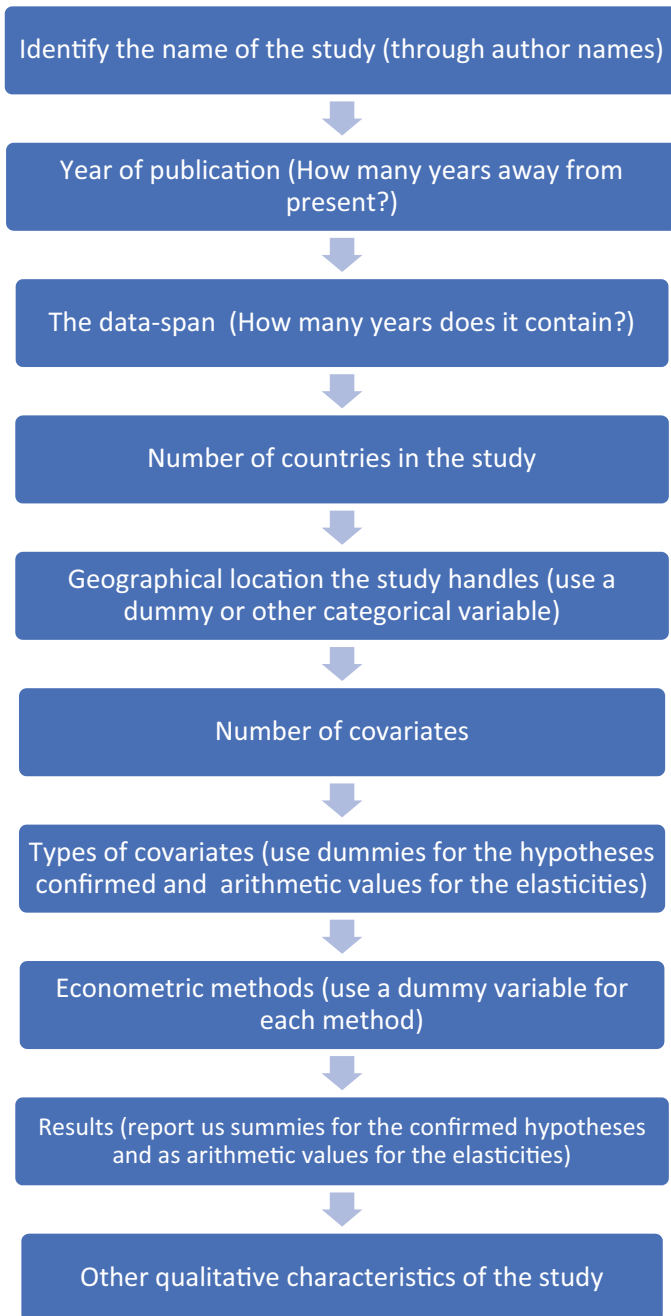 Identify the name of the study (through author names)
Year of publication (How many years away from
present?)
The data-span  (How many years does it contain?)
Number of countries in the study
Geographical location the study handles (use a
dummy or other categorical variable)
Number of covariates
Types of covariates (use dummies for the hypotheses
confirmed and  arithmetic values for the elasticities)
Econometric methods (use a dummy variable for
each method)
Results (report us summies for the confirmed hypotheses
and as arithmetic values for the elasticities)
Other qualitative characteristics of the study